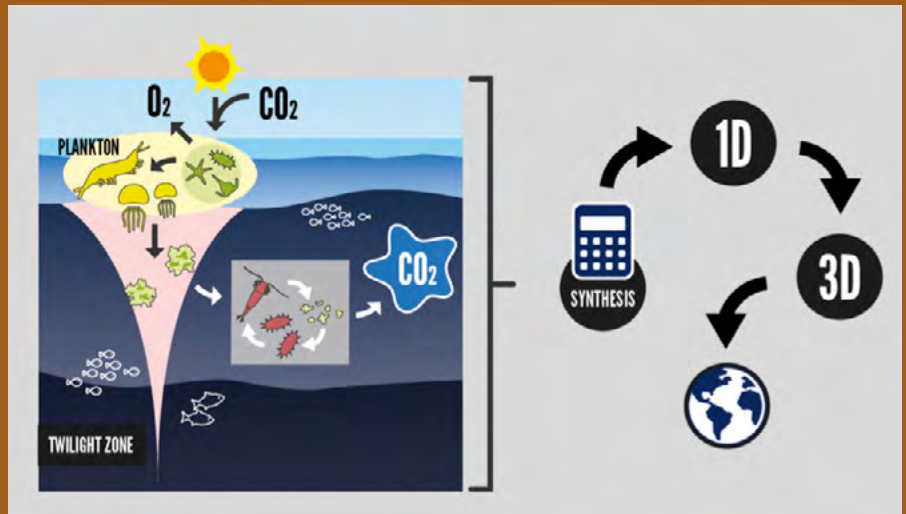 O2
CO2
PLANKTON
CO2
TWILIGHT ZONE
SYNTHESIS
1D
3D